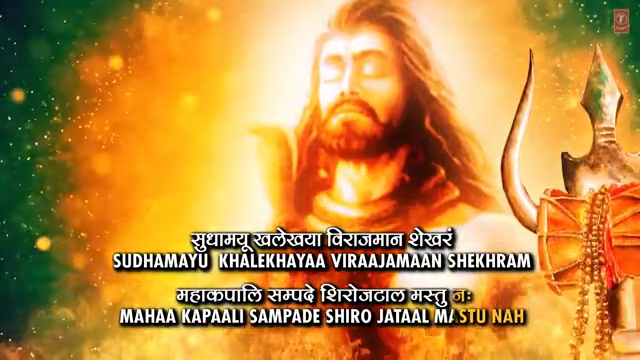 सुधामयू खलेखया विराजमान शेखरं
SUDHAMAYU KHALEKHAYAA VIRAAJAMAAN SHEKHRAM
महाकपालि सम्पदे शिरोजटाल मस्तु नः
MAHAA KAPAALI SAMPADE SHIRO JATAAL MASTU NAH